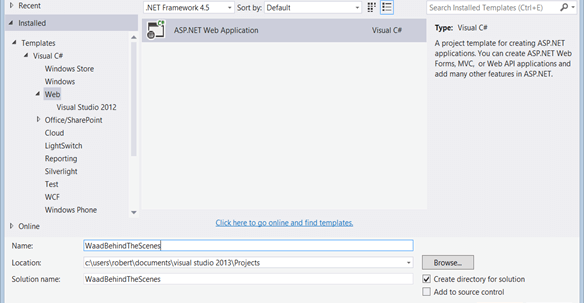 Recent
.NET Framework 4.5 Sort by: Default Search Installed Templates (Ctrl+E)
Installed
Templates
Visual C#
Windows Store
Windows
Web
Visual Studio 2012
Office/SharePoint
Cloud
LightSwitch
Reporting
Silverlight
Test
WCF
Windows Phone
Online
ASP.NET Web Application Visual C#
Type: Visual C#
A project template for creating ASP.NET
applications. You can create ASP.NET Web
Forms, MVC, or Web API applications and
add many other features in ASP.NET.
Click here to go online and find templates.
Name: WaadBehindTheScenes
Location: c:\users\robert\documents\visual studio 2013\Projects Browse...
Solution name: WaadBehindTheScenes
Create directory for solution
Add to source control